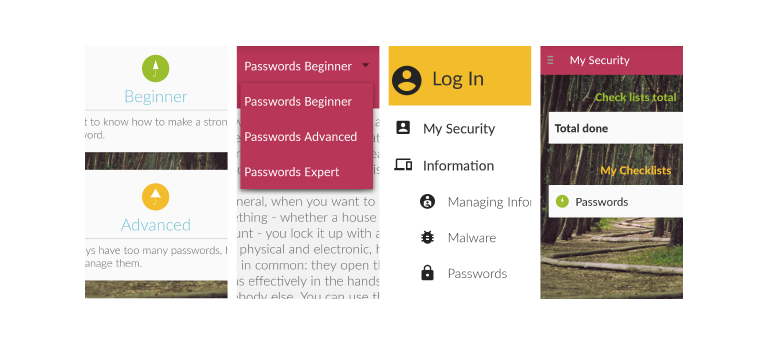 Beginner
t to know how to make a stron
word.
Advanced
ys have too many passwords,
anage them.
Passwords Beginner
Passwords Beginner
Passwords Advanced
Passwords Expert
neral, when you want to
ething - whether a house
unt - you lock it up with a
physical and electronic, h
in common: they open th
s effectively in the hands
body else. You can use th
Log In
My Security
Information
Managing Infor
Malware
Passwords
My Security
Check lists total
Total done
My Checklists
Passwords